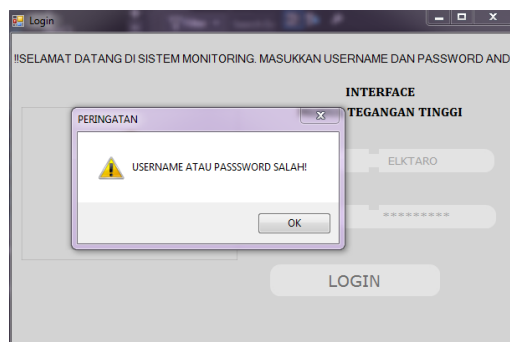 Login
!!SELAMAT DATANG DI SISTEM MONITORING. MASUKKAN USERNAME DAN PASSWORD AND
INTERFACE
TEGANGAN TINGGI
PERINGATAN
USERNAME ATAU PASSSWORD SALAH!
OK
ELKTARO
*********
LOGIN